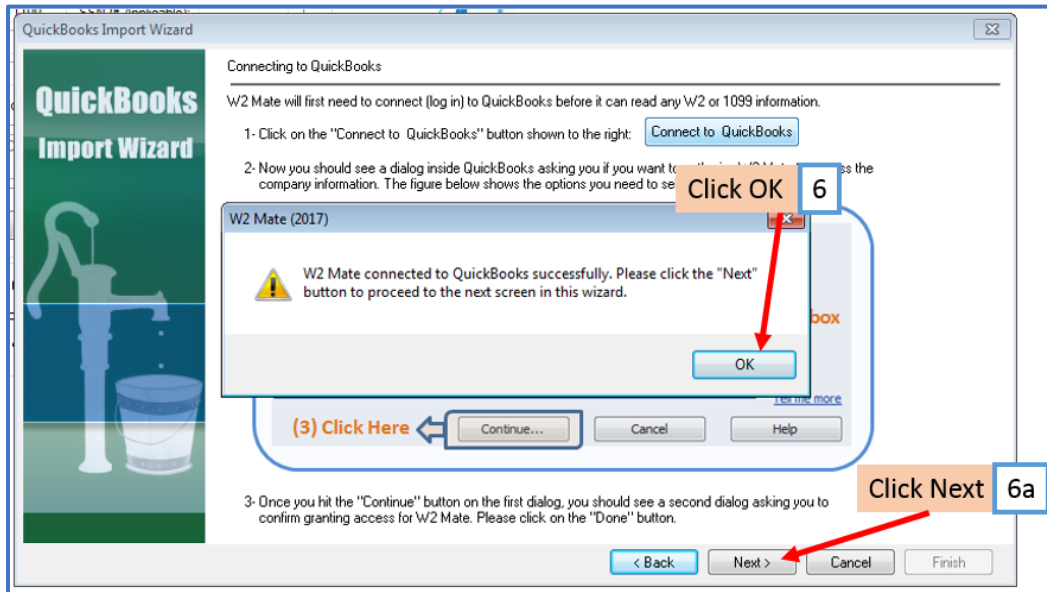 SSN (If Applicable):
QuickBooks Import Wizard
QuickBooks
Import Wizard
Connecting to QuickBooks
W2 Mate will first need to connect (log in) to QuickBooks before it can read any W2 or 1099 information.
1- Click on the "Connect to QuickBooks" button shown to the right:
Connect to QuickBooks
2- Now you should see a dialog inside QuickBooks asking you if you want
ss the
company information. The figure below shows the options you need to se
Click OK 6
W2 Mate (2017)
W2 Mate connected to QuickBooks successfully. Please click the "Next"
button to proceed to the next screen in this wizard.
box
OK
Tell me more
(3) Click Here
Continue...
Cancel
Help
Click Next 6a
3- Once you hit the "Continue" button on the first dialog, you should see a second dialog asking you to
confirm granting access for W2 Mate. Please click on the "Done" button.
< Back
Next >
Cancel
Finish